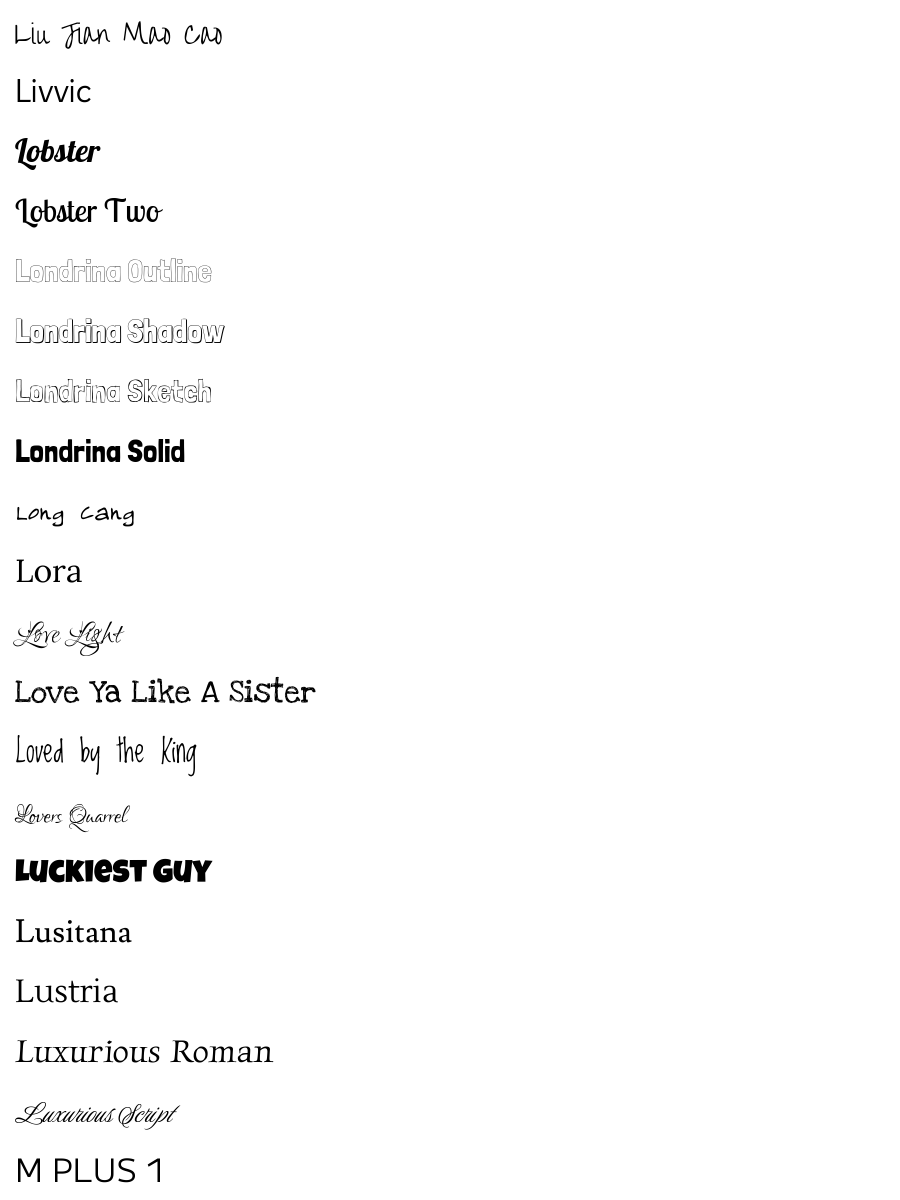 Liu Jian Mao Cao
Livvic
Lobster
Lobster Two
Londrina Outline
Londrina Shadow
Londrina Sketch
Londrina Solid
Long Cang
Lora
Love Light
Love Ya Like A Sister
Loved by the King
Lovers Quarrel
Luckiest Guy
Lusitana
Lustria
Luxurious Roman
Luxurious Script
M PLUS 1